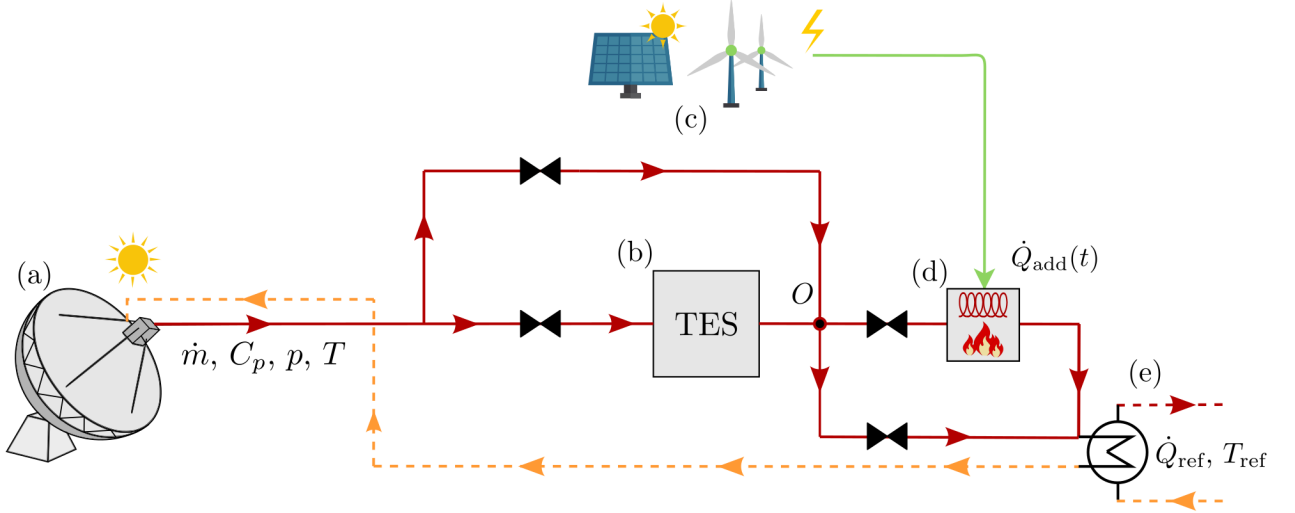 (c)
(a)
(b)
TES
O
(d)
Q̇add(t)
ṁ, Cp, p, T
(e)
Q̇ref, Tref